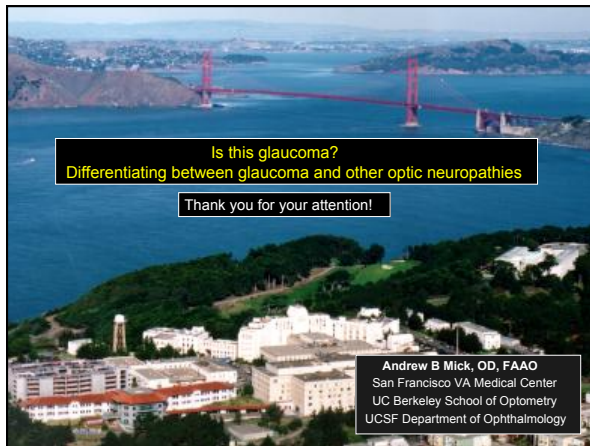 Is this glaucoma?
Differentiating between glaucoma and other optic neuropathies
Thank you for your attention!
Andrew B Mick, OD, FAAO
San Francisco VA Medical Center
UC Berkeley School of Optometry
UCSF Department of Ophthalmology